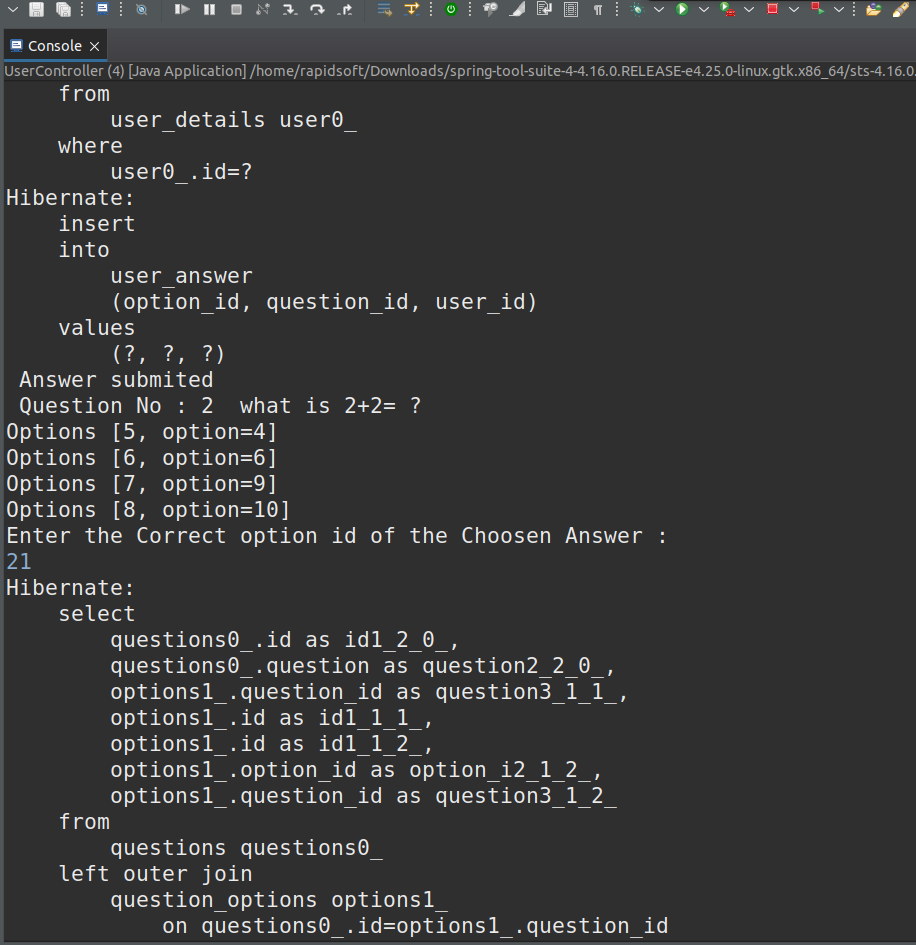 Console
UserController (4) [Java Application] /home/rapidsoft/Downloads/spring-tool-suite-4-4.16.0.RELEASE-e4.25.0-linux.gtk.x86_64/sts-4.16.0.
    from
        user_details user0_
    where
        user0_.id=?
Hibernate:
    insert
    into
        user_answer
        (option_id, question_id, user_id)
    values
        (?, ?, ?)
 Answer submited
 Question No : 2  what is 2+2= ?
Options [5, option=4]
Options [6, option=6]
Options [7, option=9]
Options [8, option=10]
Enter the Correct option id of the Choosen Answer :
21
Hibernate:
    select
        questions0_.id as id1_2_0_,
        questions0_.question as question2_2_0_,
        options1_.question_id as question3_1_1_,
        options1_.id as id1_1_1_,
        options1_.id as id1_1_2_,
        options1_.option_id as option_i2_1_2_,
        options1_.question_id as question3_1_2_
    from
        questions questions0_
    left outer join
        question_options options1_
            on questions0_.id=options1_.question_id